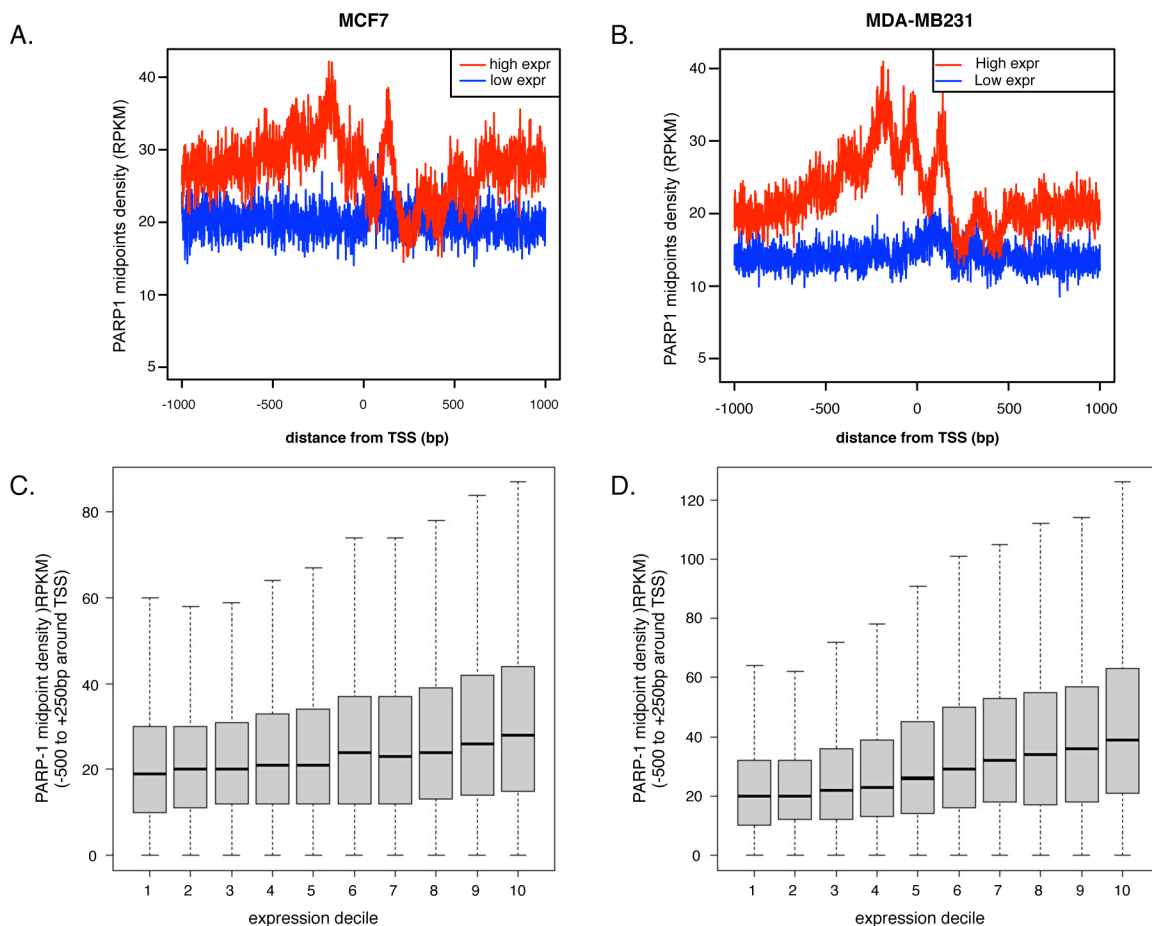 MCF7
A.
high expr
low expr
PARP1 midpoints density (RPKM)
40
30
20
10
5
-1000
-500
0
500
1000
distance from TSS (bp)
MDA-MB231
B.
High expr
Low expr
PARP1 midpoints density (RPKM)
40
30
20
10
5
-1000
-500
0
500
1000
distance from TSS (bp)
C.
PARP-1 midpoint density )RPKM)
(-500 to +250bp around TSS)
80
60
40
20
0
1 2 3 4 5 6 7 8 9 10
expression decile
D.
PARP-1 midpoint density )RPKM)
(-500 to +250bp around TSS)
120
100
80
60
40
20
0
1 2 3 4 5 6 7 8 9 10
expression decile